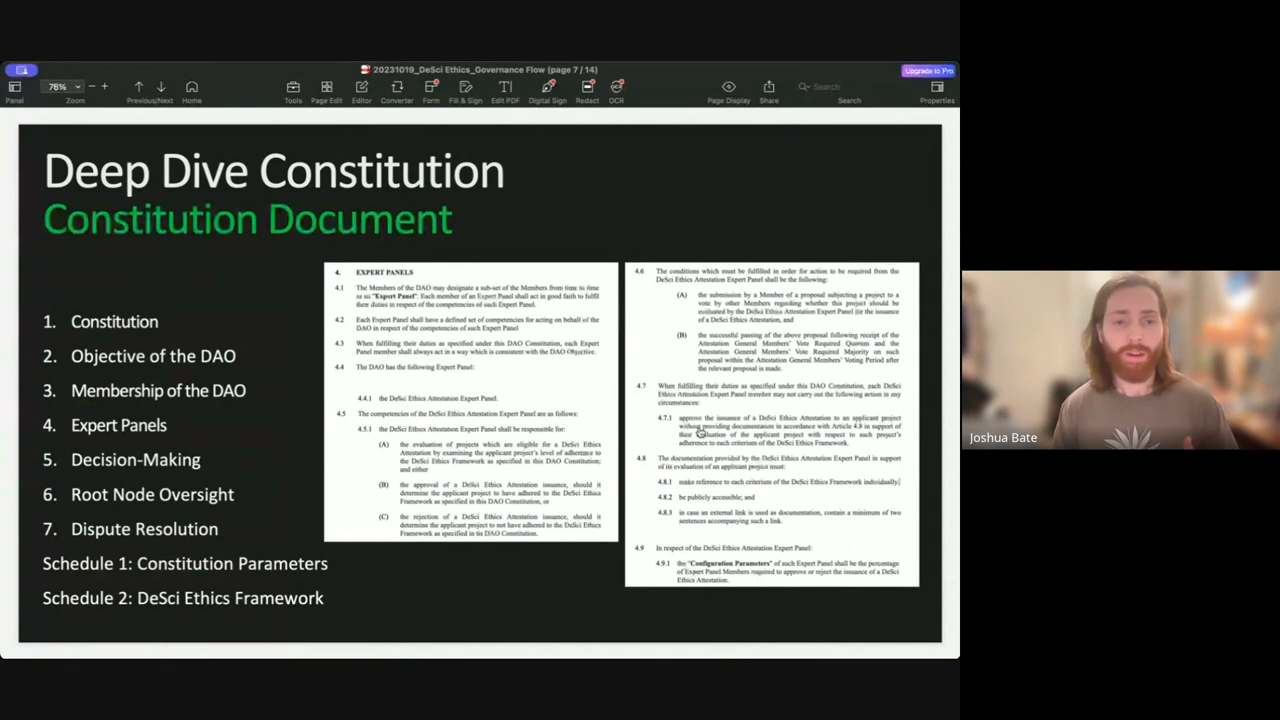 20231019_DeSci Ethics_Governance Flow (page 7 / 14)
Upgrade to Pro
76%
Panel
Zoom
Previous/Next
Home
Tools
Page Edit
Editor
Converter
Form
Fill & Sign
Edit PDF
Digital Sign
Redact
OCR
Page Display
Share
Search
Search
Properties
Deep Dive Constitution
Constitution Document
1. Constitution
2. Objective of the DAO
3. Membership of the DAO
4. Expert Panels
5. Decision-Making
6. Root Node Oversight
7. Dispute Resolution
Schedule 1: Constitution Parameters
Schedule 2: DeSci Ethics Framework
4. EXPERT PANELS
4.1 The Members of the DAO may designate a sub-set of the Members from time to time
as an "Expert Panel". Each member of an Expert Panel shall act in good faith to fulfil
their duties in respect of the competencies of such Expert Panel.
4.2 Each Expert Panel shall have a defined set of competencies for acting on behalf of the
DAO in respect of the competencies of such Expert Panel
4.3 When fulfilling their duties as specified under this DAO Constitution, each Expert
Panel member shall always act in a way which is consistent with the DAO Objective.
4.4 The DAO has the following Expert Panel:
4.4.1 the DeSci Ethics Attestation Expert Panel.
4.5 The competencies of the DeSci Ethics Attestation Expert Panel are as follows:
4.5.1 the DeSci Ethics Attestation Expert Panel shall be responsible for:
(A) the evaluation of projects which are eligible for a DeSci Ethics
Attestation by examining the applicant project's level of adherence to
the DeSci Ethics Framework as specified in this DAO Constitution;
and either
(B) the approval of a DeSci Ethics Attestation issuance, should it
determine the applicant project to have adhered to the DeSci Ethics
Framework as specified in this DAO Constitution, or
(C) the rejection of a DeSci Ethics Attestation issuance, should it
determine the applicant project to not have adhered to the DeSci Ethics
Framework as specified in tis DAO Constitution.
4.6 The conditions which must be fulfilled in order for action to be required from the
DeSci Ethics Attestation Expert Panel shall be the following:
(A) the submission by a Member of a proposal subjecting a project to a
vote by other Members regarding whether this project should be
evaluated by the DeSci Ethics Attestation Expert Panel for the issuance
of a DeSci Ethics Attestation, and
(B) the successful passing of the above proposal following receipt of the
Attestation General Members' Vote Required Quorum and the
Attestation General Members' Vote Required Majority on such
proposal within the Attestation General Members' Voting Period after
the relevant proposal is made.
4.7 When fulfilling their duties as specified under this DAO Constitution, each DeSci
Ethics Attestation Expert Panel member may not carry out the following action in any
circumstances:
4.7.1 approve the issuance of a DeSci Ethics Attestation to an applicant project
without providing documentation in accordance with Article 4.8 in support of
their evaluation of the applicant project with respect to such project's
adherence to each criterion of the DeSci Ethics Framework.
4.8 The documentation provided by the DeSci Ethics Attestation Expert Panel in support
of its evaluation of an applicant project must:
4.8.1 make reference to each criterion of the DeSci Ethics Framework individually;
4.8.2 be publicly accessible; and
4.8.3 in case an external link is used as documentation, contain a minimum of two
sentences accompanying such a link.
4.9 In respect of the DeSci Ethics Attestation Expert Panel:
4.9.1 the "Configuration Parameters" of such Expert Panel shall be the percentage
of Expert Panel Members required to approve or reject the issuance of a DeSci
Ethics Attestation.
Joshua Bate